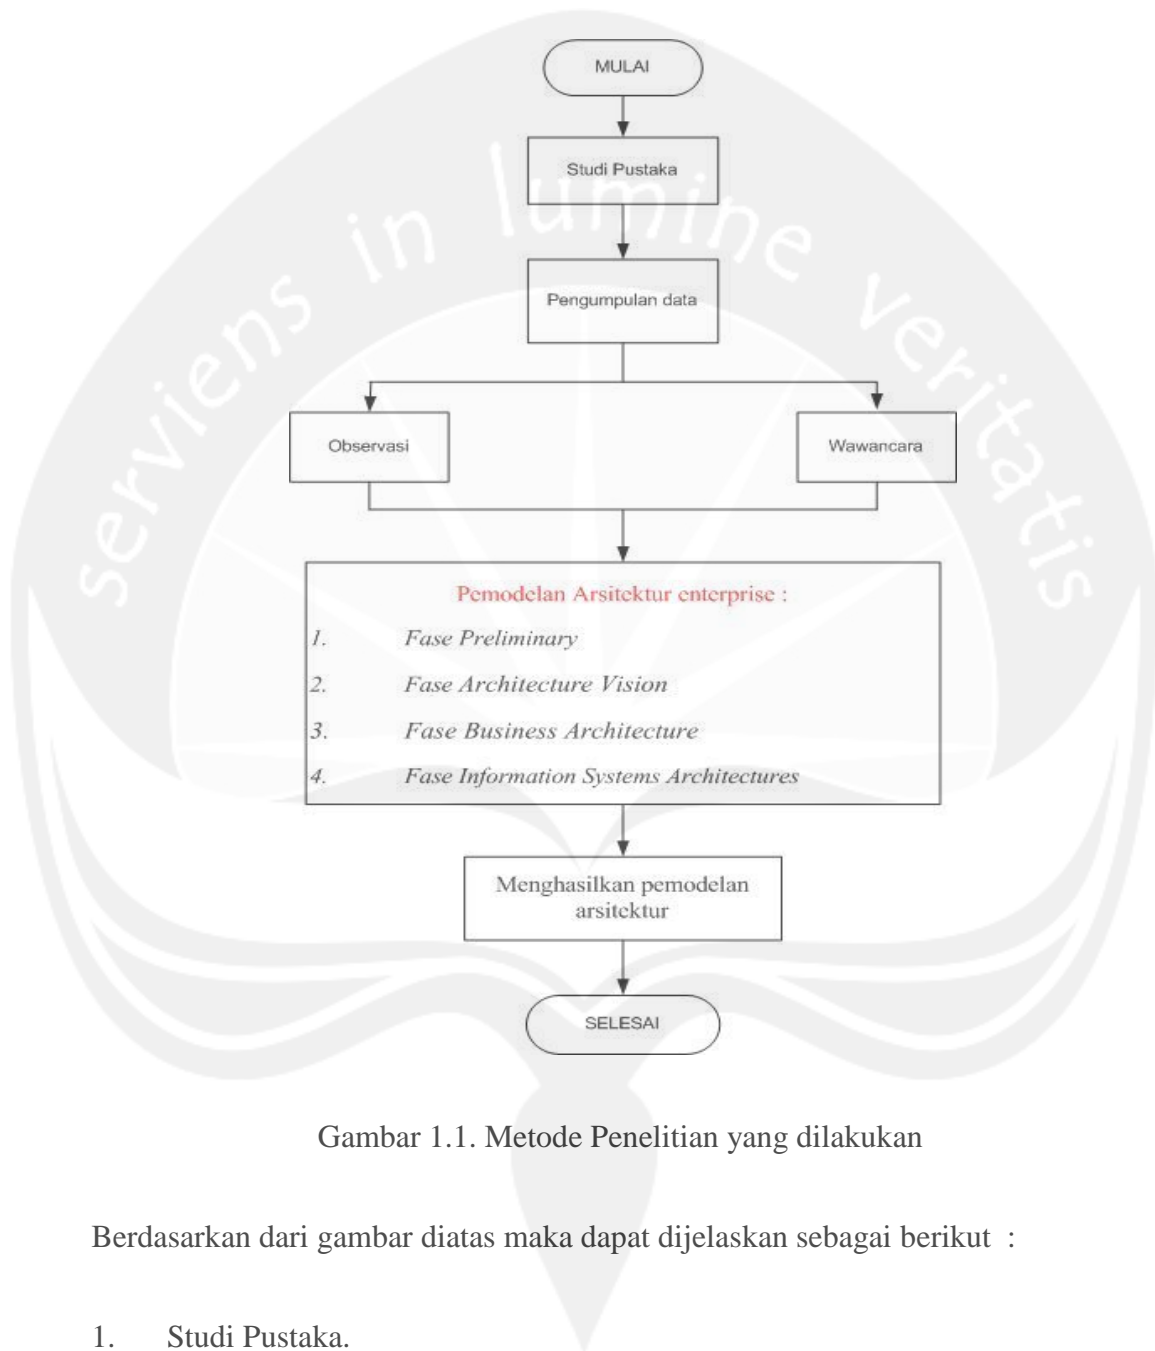 MULAI
Studi Pustaka
Pengumpulan data
Observasi
Wawancara
Pemodelan Arsitektur enterprise :
1. Fase Preliminary
2. Fase Architecture Vision
3. Fase Business Architecture
4. Fase Information Systems Architectures
Menghasilkan pemodelan
arsitektur
SELESAI
serviens in lumine veritatis
Gambar 1.1. Metode Penelitian yang dilakukan
Berdasarkan dari gambar diatas maka dapat dijelaskan sebagai berikut :
1. Studi Pustaka.